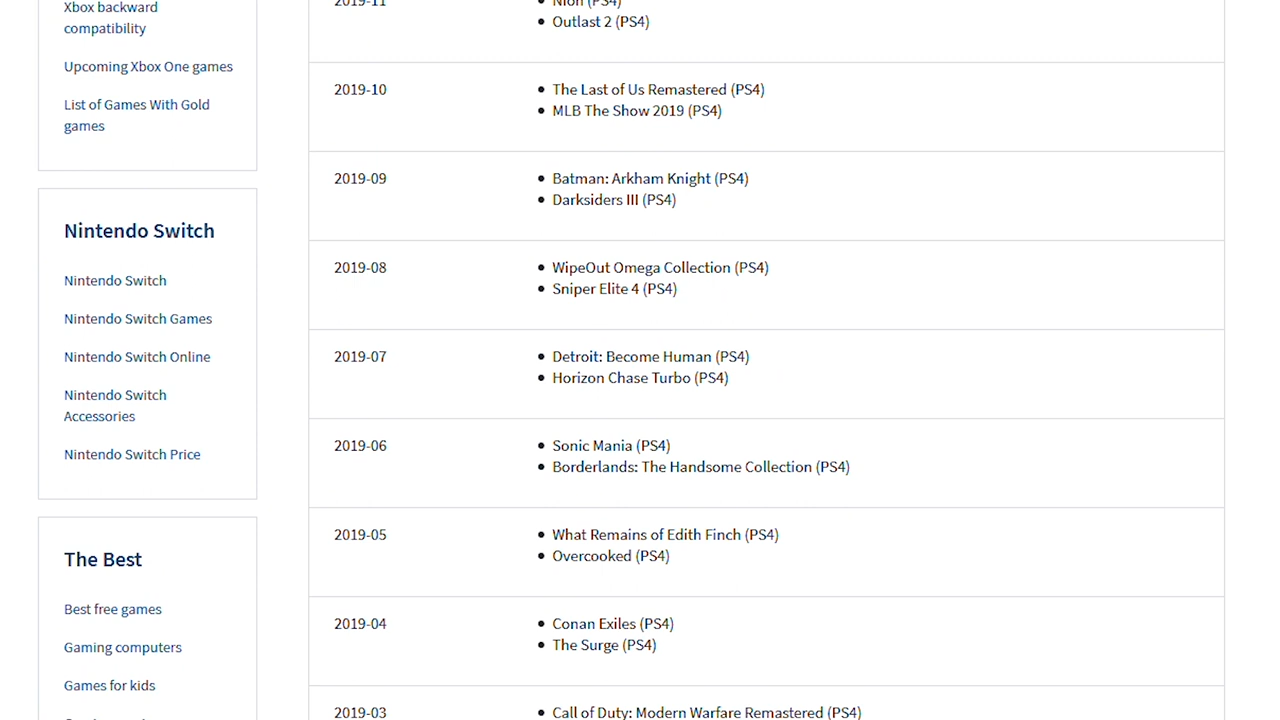 Xbox backward
compatibility
Upcoming Xbox One games
List of Games With Gold
games
Nintendo Switch
Nintendo Switch
Nintendo Switch Games
Nintendo Switch Online
Nintendo Switch
Accessories
Nintendo Switch Price
The Best
Best free games
Gaming computers
Games for kids
2019-11
• Nioh (PS4)
• Outlast 2 (PS4)
2019-10
• The Last of Us Remastered (PS4)
• MLB The Show 2019 (PS4)
2019-09
• Batman: Arkham Knight (PS4)
• Darksiders III (PS4)
2019-08
• WipeOut Omega Collection (PS4)
• Sniper Elite 4 (PS4)
2019-07
• Detroit: Become Human (PS4)
• Horizon Chase Turbo (PS4)
2019-06
• Sonic Mania (PS4)
• Borderlands: The Handsome Collection (PS4)
2019-05
• What Remains of Edith Finch (PS4)
• Overcooked (PS4)
2019-04
• Conan Exiles (PS4)
• The Surge (PS4)
2019-03
• Call of Duty: Modern Warfare Remastered (PS4)